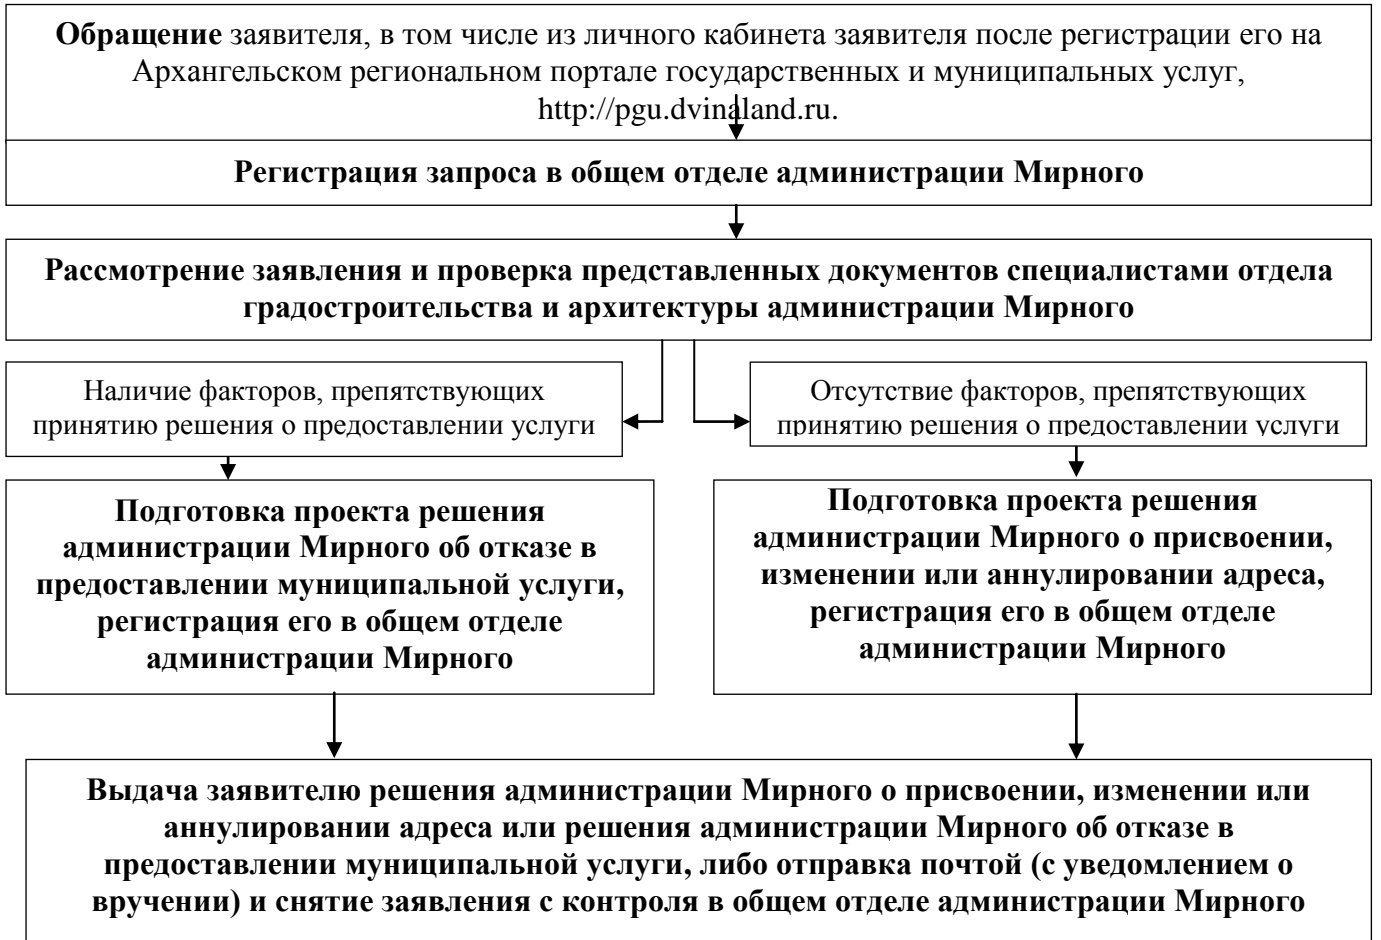 Обращение заявителя, в том числе из личного кабинета заявителя после регистрации его на
Архангельском региональном портале государственных и муниципальных услуг,
http://pgu.dvinaland.ru.
Регистрация запроса в общем отделе администрации Мирного
Рассмотрение заявления и проверка представленных документов специалистами отдела
градостроительства и архитектуры администрации Мирного
Наличие факторов, препятствующих
принятию решения о предоставлении услуги
Отсутствие факторов, препятствующих
принятию решения о предоставлении услуги
Подготовка проекта решения
администрации Мирного об отказе в
предоставлении муниципальной услуги,
регистрация его в общем отделе
администрации Мирного
Подготовка проекта решения
администрации Мирного о присвоении,
изменении или аннулировании адреса,
регистрация его в общем отделе
администрации Мирного
Выдача заявителю решения администрации Мирного о присвоении, изменении или
аннулировании адреса или решения администрации Мирного об отказе в
предоставлении муниципальной услуги, либо отправка почтой (с уведомлением о
вручении) и снятие заявления с контроля в общем отделе администрации Мирного